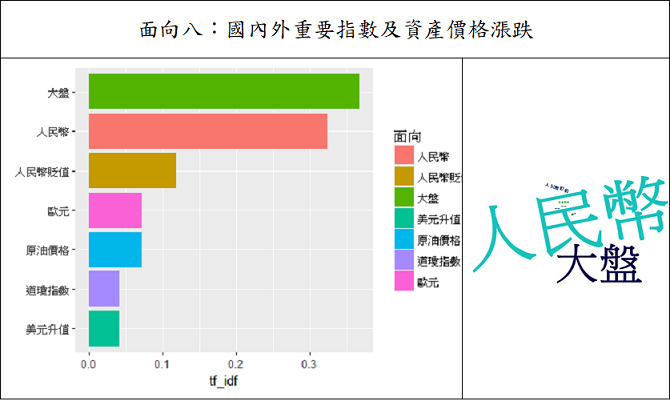 面向八：國內外重要指數及資產價格漲跌
大盤
人民幣
人民幣貶值
歐元
原油價格
道瓊指數
美元升值
0.0
0.1
0.2
0.3
tf_idf
面向
人民幣
人民幣貶
大盤
美元升值
原油價格
道瓊指數
歐元
人民幣
大盤